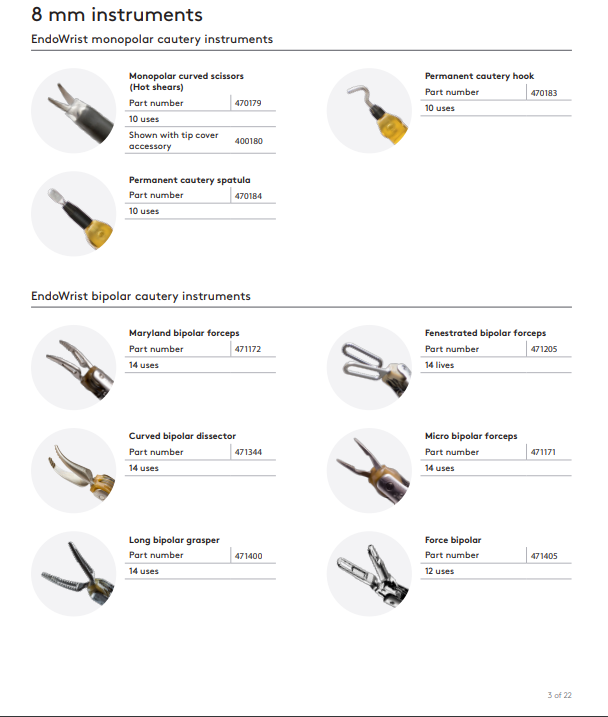 8 mm instruments
EndoWrist monopolar cautery instruments
Monopolar curved scissors
(Hot shears)
Part number 470179
10 uses
Shown with tip cover
accessory 400180
Permanent cautery hook
Part number 470183
10 uses
Permanent cautery spatula
Part number 470184
10 uses
EndoWrist bipolar cautery instruments
Maryland bipolar forceps
Part number 471172
14 uses
Fenestrated bipolar forceps
Part number 471205
14 lives
Curved bipolar dissector
Part number 471344
14 uses
Micro bipolar forceps
Part number 471171
14 uses
Long bipolar grasper
Part number 471400
14 uses
Force bipolar
Part number 471405
12 uses
3 of 22